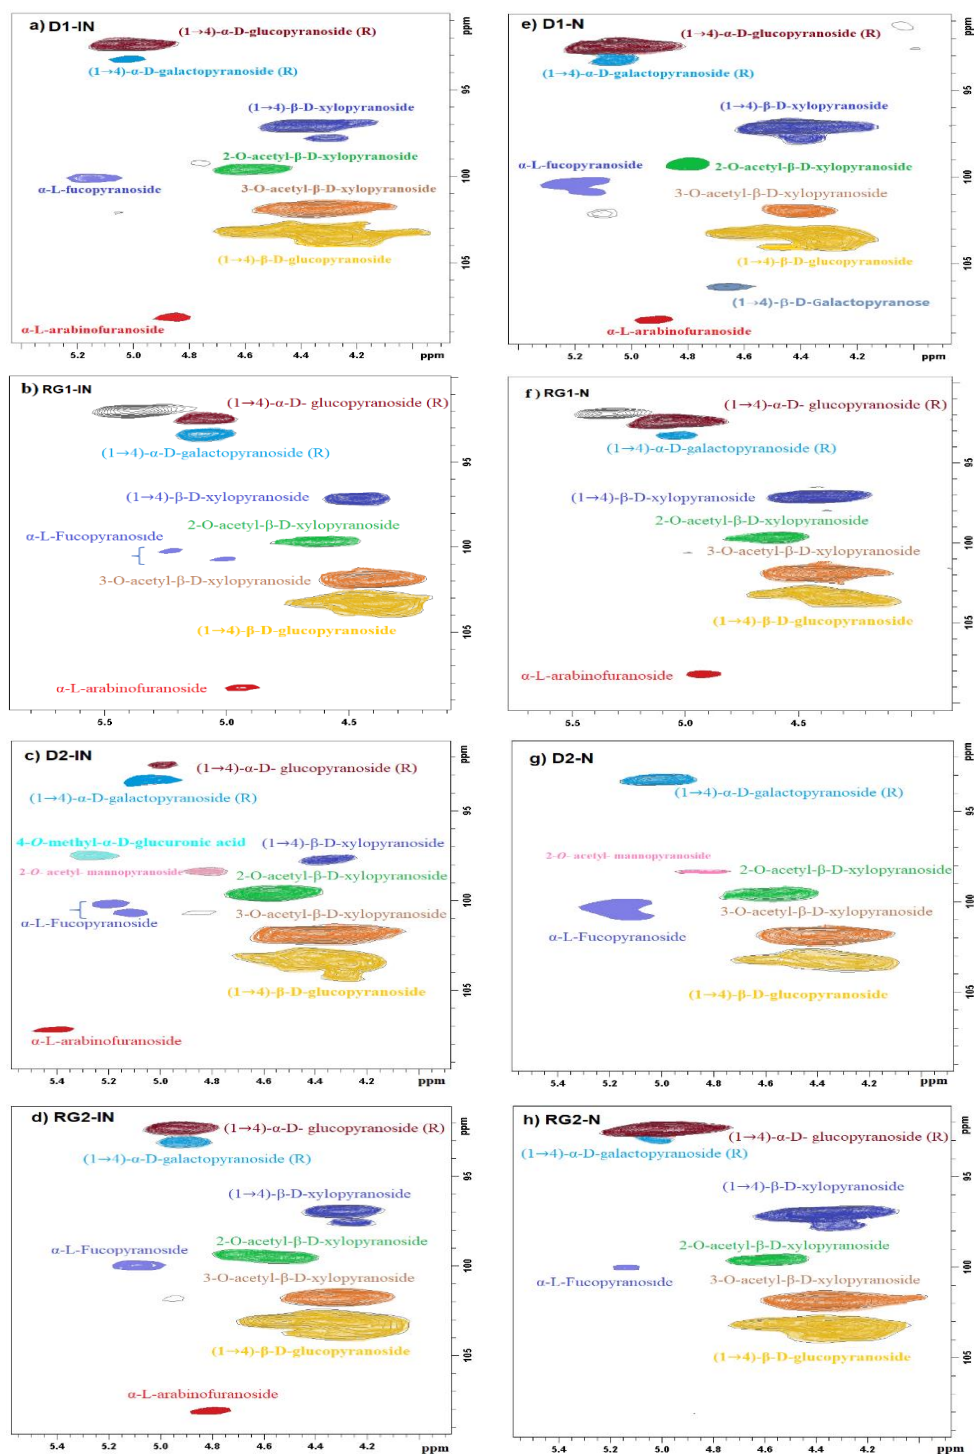 a) D1-IN
(1→4)-α-D-glucopyranoside (R)
(1→4)-α-D-galactopyranoside (R)
(1→4)-β-D-xylopyranoside
2-O-acetyl-β-D-xylopyranoside
α-L-fucopyranoside
3-O-acetyl-β-D-xylopyranoside
(1→4)-β-D-glucopyranoside
α-L-arabinofuranoside
ppm
95
100
105
5.2 5.0 4.8 4.6 4.4 4.2 ppm
e) D1-N
(1→4)-α-D-glucopyranoside (R)
(1→4)-α-D-galactopyranoside (R)
(1→4)-β-D-xylopyranoside
α-L-fucopyranoside
2-O-acetyl-β-D-xylopyranoside
3-O-acetyl-β-D-xylopyranoside
(1→4)-β-D-glucopyranoside
(1→4)-β-D-Galactopyranose
α-L-arabinofuranoside
ppm
95
100
105
5.2 5.0 4.8 4.6 4.4 4.2 4.0 ppm
b) RG1-IN
(1→4)-α-D- glucopyranoside (R)
(1→4)-α-D-galactopyranoside (R)
(1→4)-β-D-xylopyranoside
2-O-acetyl-β-D-xylopyranoside
α-L-Fucopyranoside
3-O-acetyl-β-D-xylopyranoside
(1→4)-β-D-glucopyranoside
α-L-arabinofuranoside
ppm
95
100
105
5.5 5.0 4.5 ppm
f) RG1-N
(1→4)-α-D- glucopyranoside (R)
(1→4)-α-D-galactopyranoside (R)
(1→4)-β-D-xylopyranoside
2-O-acetyl-β-D-xylopyranoside
3-O-acetyl-β-D-xylopyranoside
(1→4)-β-D-glucopyranoside
α-L-arabinofuranoside
ppm
95
100
105
5.5 5.0 4.5 ppm
c) D2-IN
(1→4)-α-D- glucopyranoside (R)
(1→4)-α-D-galactopyranoside (R)
4-O-methyl-α-D-glucuronic acid
(1→4)-β-D-xylopyranoside
2-O- acetyl- mannopyranoside
2-O-acetyl-β-D-xylopyranoside
3-O-acetyl-β-D-xylopyranoside
α-L-Fucopyranoside
(1→4)-β-D-glucopyranoside
α-L-arabinofuranoside
ppm
95
100
105
5.4 5.2 5.0 4.8 4.6 4.4 4.2 ppm
g) D2-N
(1→4)-α-D-galactopyranoside (R)
2-O- acetyl- mannopyranoside
2-O-acetyl-β-D-xylopyranoside
3-O-acetyl-β-D-xylopyranoside
α-L-Fucopyranoside
(1→4)-β-D-glucopyranoside
ppm
95
100
105
5.4 5.2 5.0 4.8 4.6 4.4 4.2 ppm
d) RG2-IN
(1→4)-α-D- glucopyranoside (R)
(1→4)-α-D-galactopyranoside (R)
(1→4)-β-D-xylopyranoside
2-O-acetyl-β-D-xylopyranoside
α-L-Fucopyranoside
3-O-acetyl-β-D-xylopyranoside
(1→4)-β-D-glucopyranoside
α-L-arabinofuranoside
ppm
95
100
105
5.4 5.2 5.0 4.8 4.6 4.4 4.2 ppm
h) RG2-N
(1→4)-α-D- glucopyranoside (R)
(1→4)-α-D-galactopyranoside (R)
(1→4)-β-D-xylopyranoside
2-O-acetyl-β-D-xylopyranoside
α-L-Fucopyranoside
3-O-acetyl-β-D-xylopyranoside
(1→4)-β-D-glucopyranoside
ppm
95
100
105
5.4 5.2 5.0 4.8 4.6 4.4 4.2 ppm